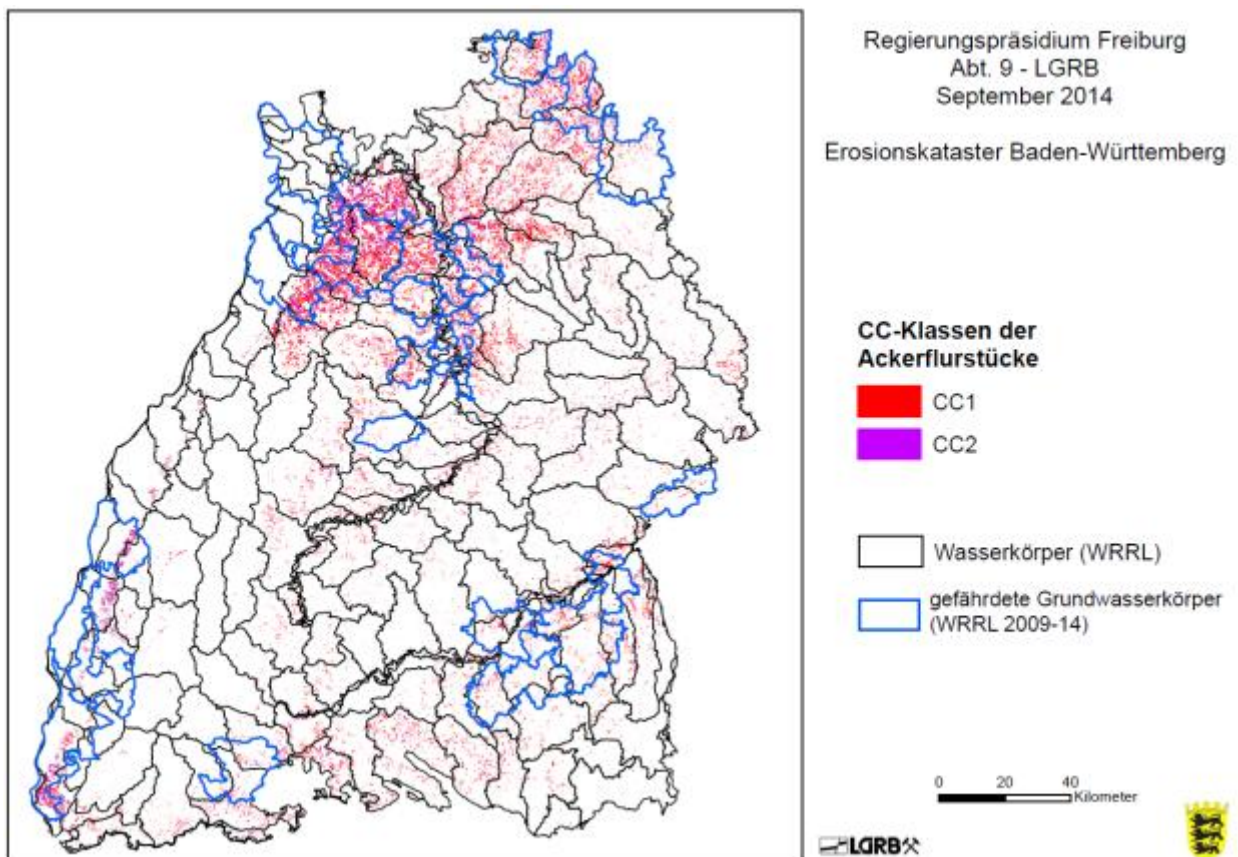 Regierungspräsidium Freiburg
Abt. 9 - LGRB
September 2014
Erosionskataster Baden-Württemberg
CC-Klassen der
Ackerflurstücke
CC1
CC2
Wasserkörper (WRRL)
gefährdete Grundwasserkörper
(WRRL 2009-14)
0 20 40
Kilometer
LGRB